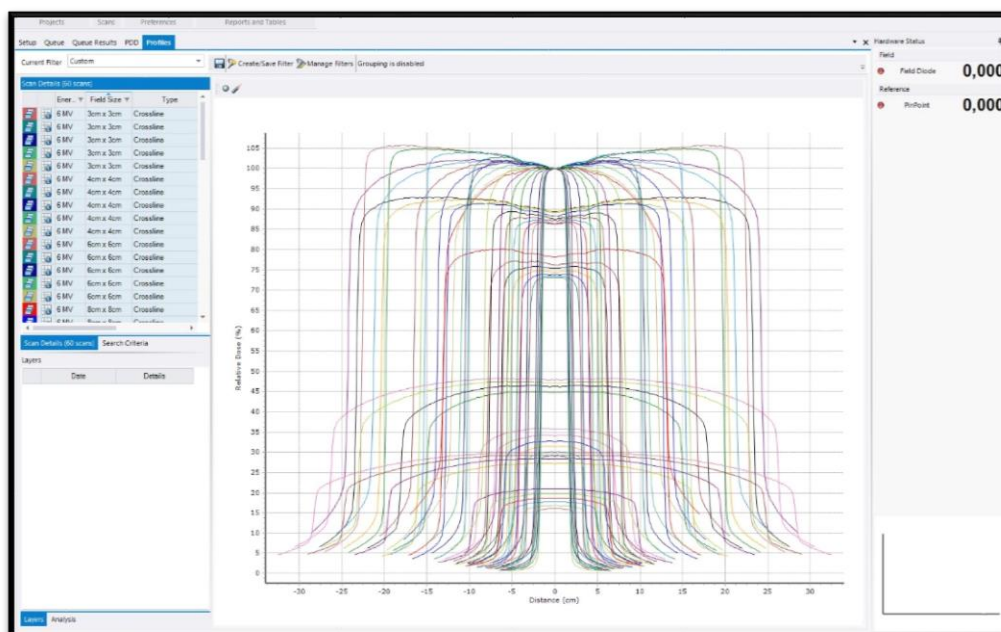 Projects Scans Preferences Reports and Tables
Setup Queue Queue Results PDD Profiles
Hardware Status
Current Filter Custom
Create/Save Filter Manage Filters Grouping is disabled
Field
Field Diode 0,000
Reference
PinPoint 0,000
Scan Details (60 scans)
Ener... Field Size Type
6 MV 3cm x 3cm Crossline
6 MV 3cm x 3cm Crossline
6 MV 3cm x 3cm Crossline
6 MV 3cm x 3cm Crossline
6 MV 3cm x 3cm Crossline
6 MV 4cm x 4cm Crossline
6 MV 4cm x 4cm Crossline
6 MV 4cm x 4cm Crossline
6 MV 4cm x 4cm Crossline
6 MV 4cm x 4cm Crossline
6 MV 6cm x 6cm Crossline
6 MV 6cm x 6cm Crossline
6 MV 6cm x 6cm Crossline
6 MV 6cm x 6cm Crossline
6 MV 6cm x 6cm Crossline
6 MV 8cm x 8cm Crossline
Scan Details (60 scans) Search Criteria
Layers
Date Details
Layers Analysis
Relative Dose (%)
105
100
95
90
85
80
75
70
65
60
55
50
45
40
35
30
25
20
15
10
5
0
-30 -25 -20 -15 -10 -5 0 5 10 15 20 25 30
Distance (cm)